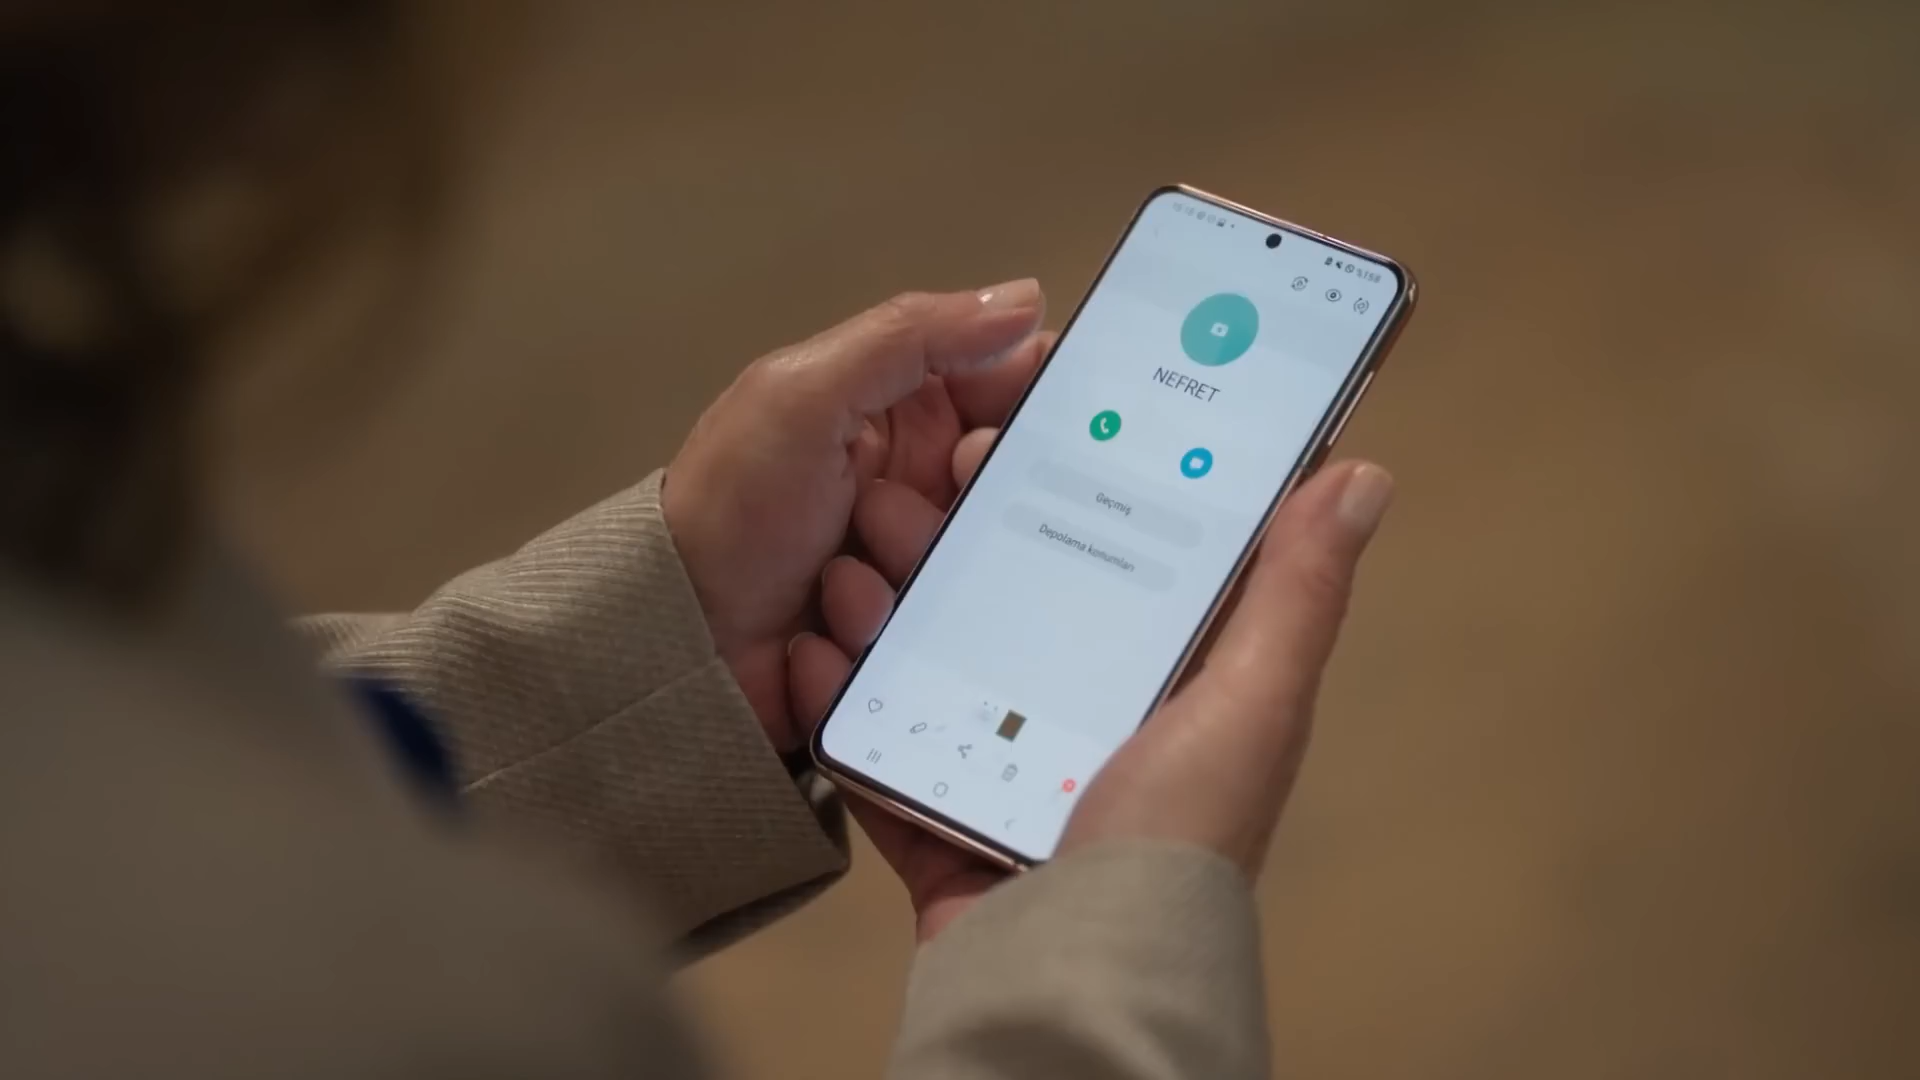 NEFRET
Geçmiş
Depolama konumları